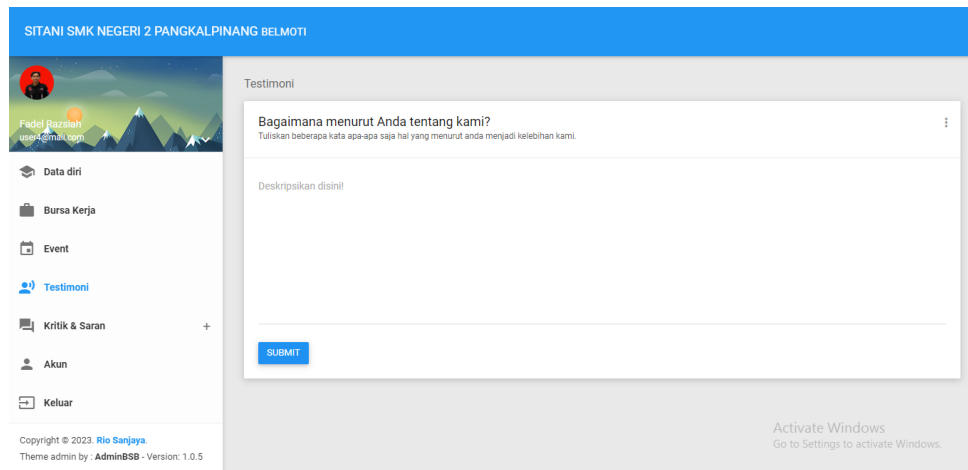 SITANI SMK NEGERI 2 PANGKALPINANG BELMOTI
Fadel Razsiah
user4@mail.com
Data diri
Bursa Kerja
Event
Testimoni
Kritik & Saran +
Akun
Keluar
Copyright © 2023. Rio Sanjaya.
Theme admin by : AdminBSB - Version: 1.0.5
Testimoni
Bagaimana menurut Anda tentang kami?
Tuliskan beberapa kata apa-apa saja hal yang menurut anda menjadi kelebihan kami.
Deskripsikan disini!
SUBMIT
Activate Windows
Go to Settings to activate Windows.